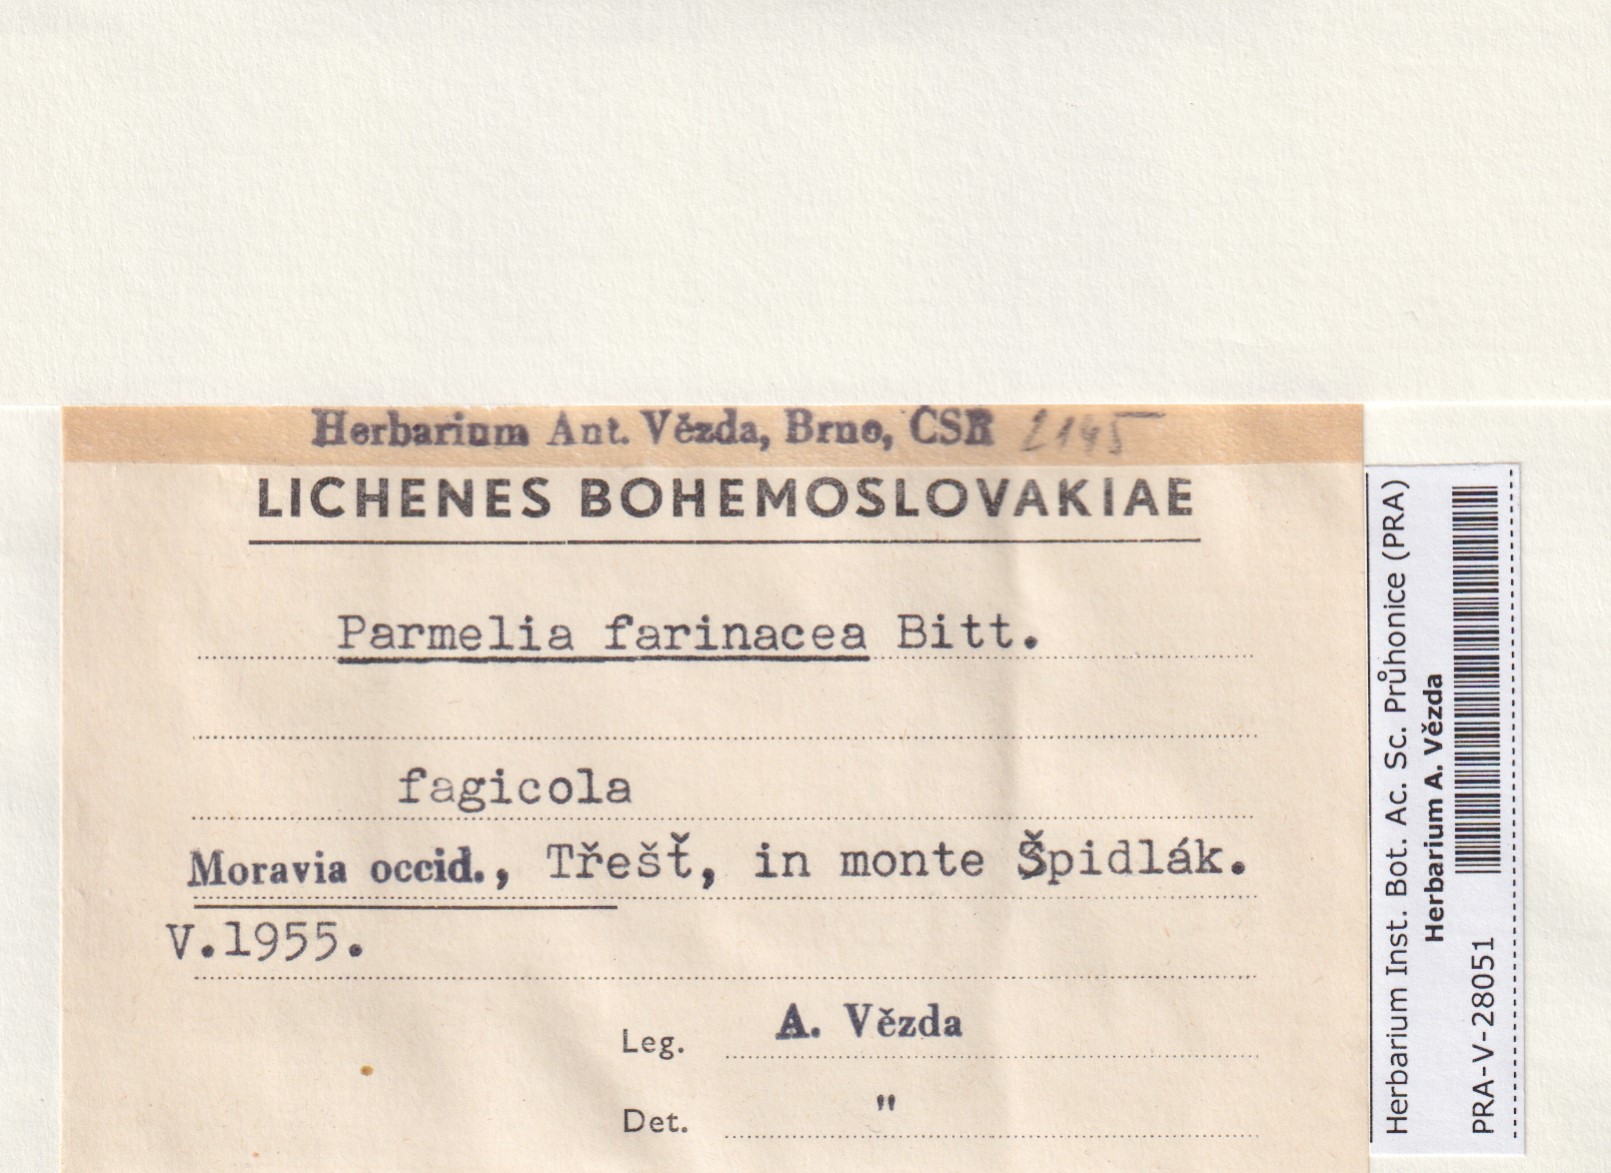 Herbarium Ant. Vězda, Brno, ČSR 2145
LICHENES BOHEMOSLOVAKIAE
Parmelia farinacea Bitt.
fagicola
Moravia occid., Třešť, in monte Špidlák.
V.1955.
Leg. A. Vězda
Det. "
Herbarium Inst. Bot. Ac. Sc. Průhonice (PRA)
Herbarium A. Vězda
PRA-V-28051